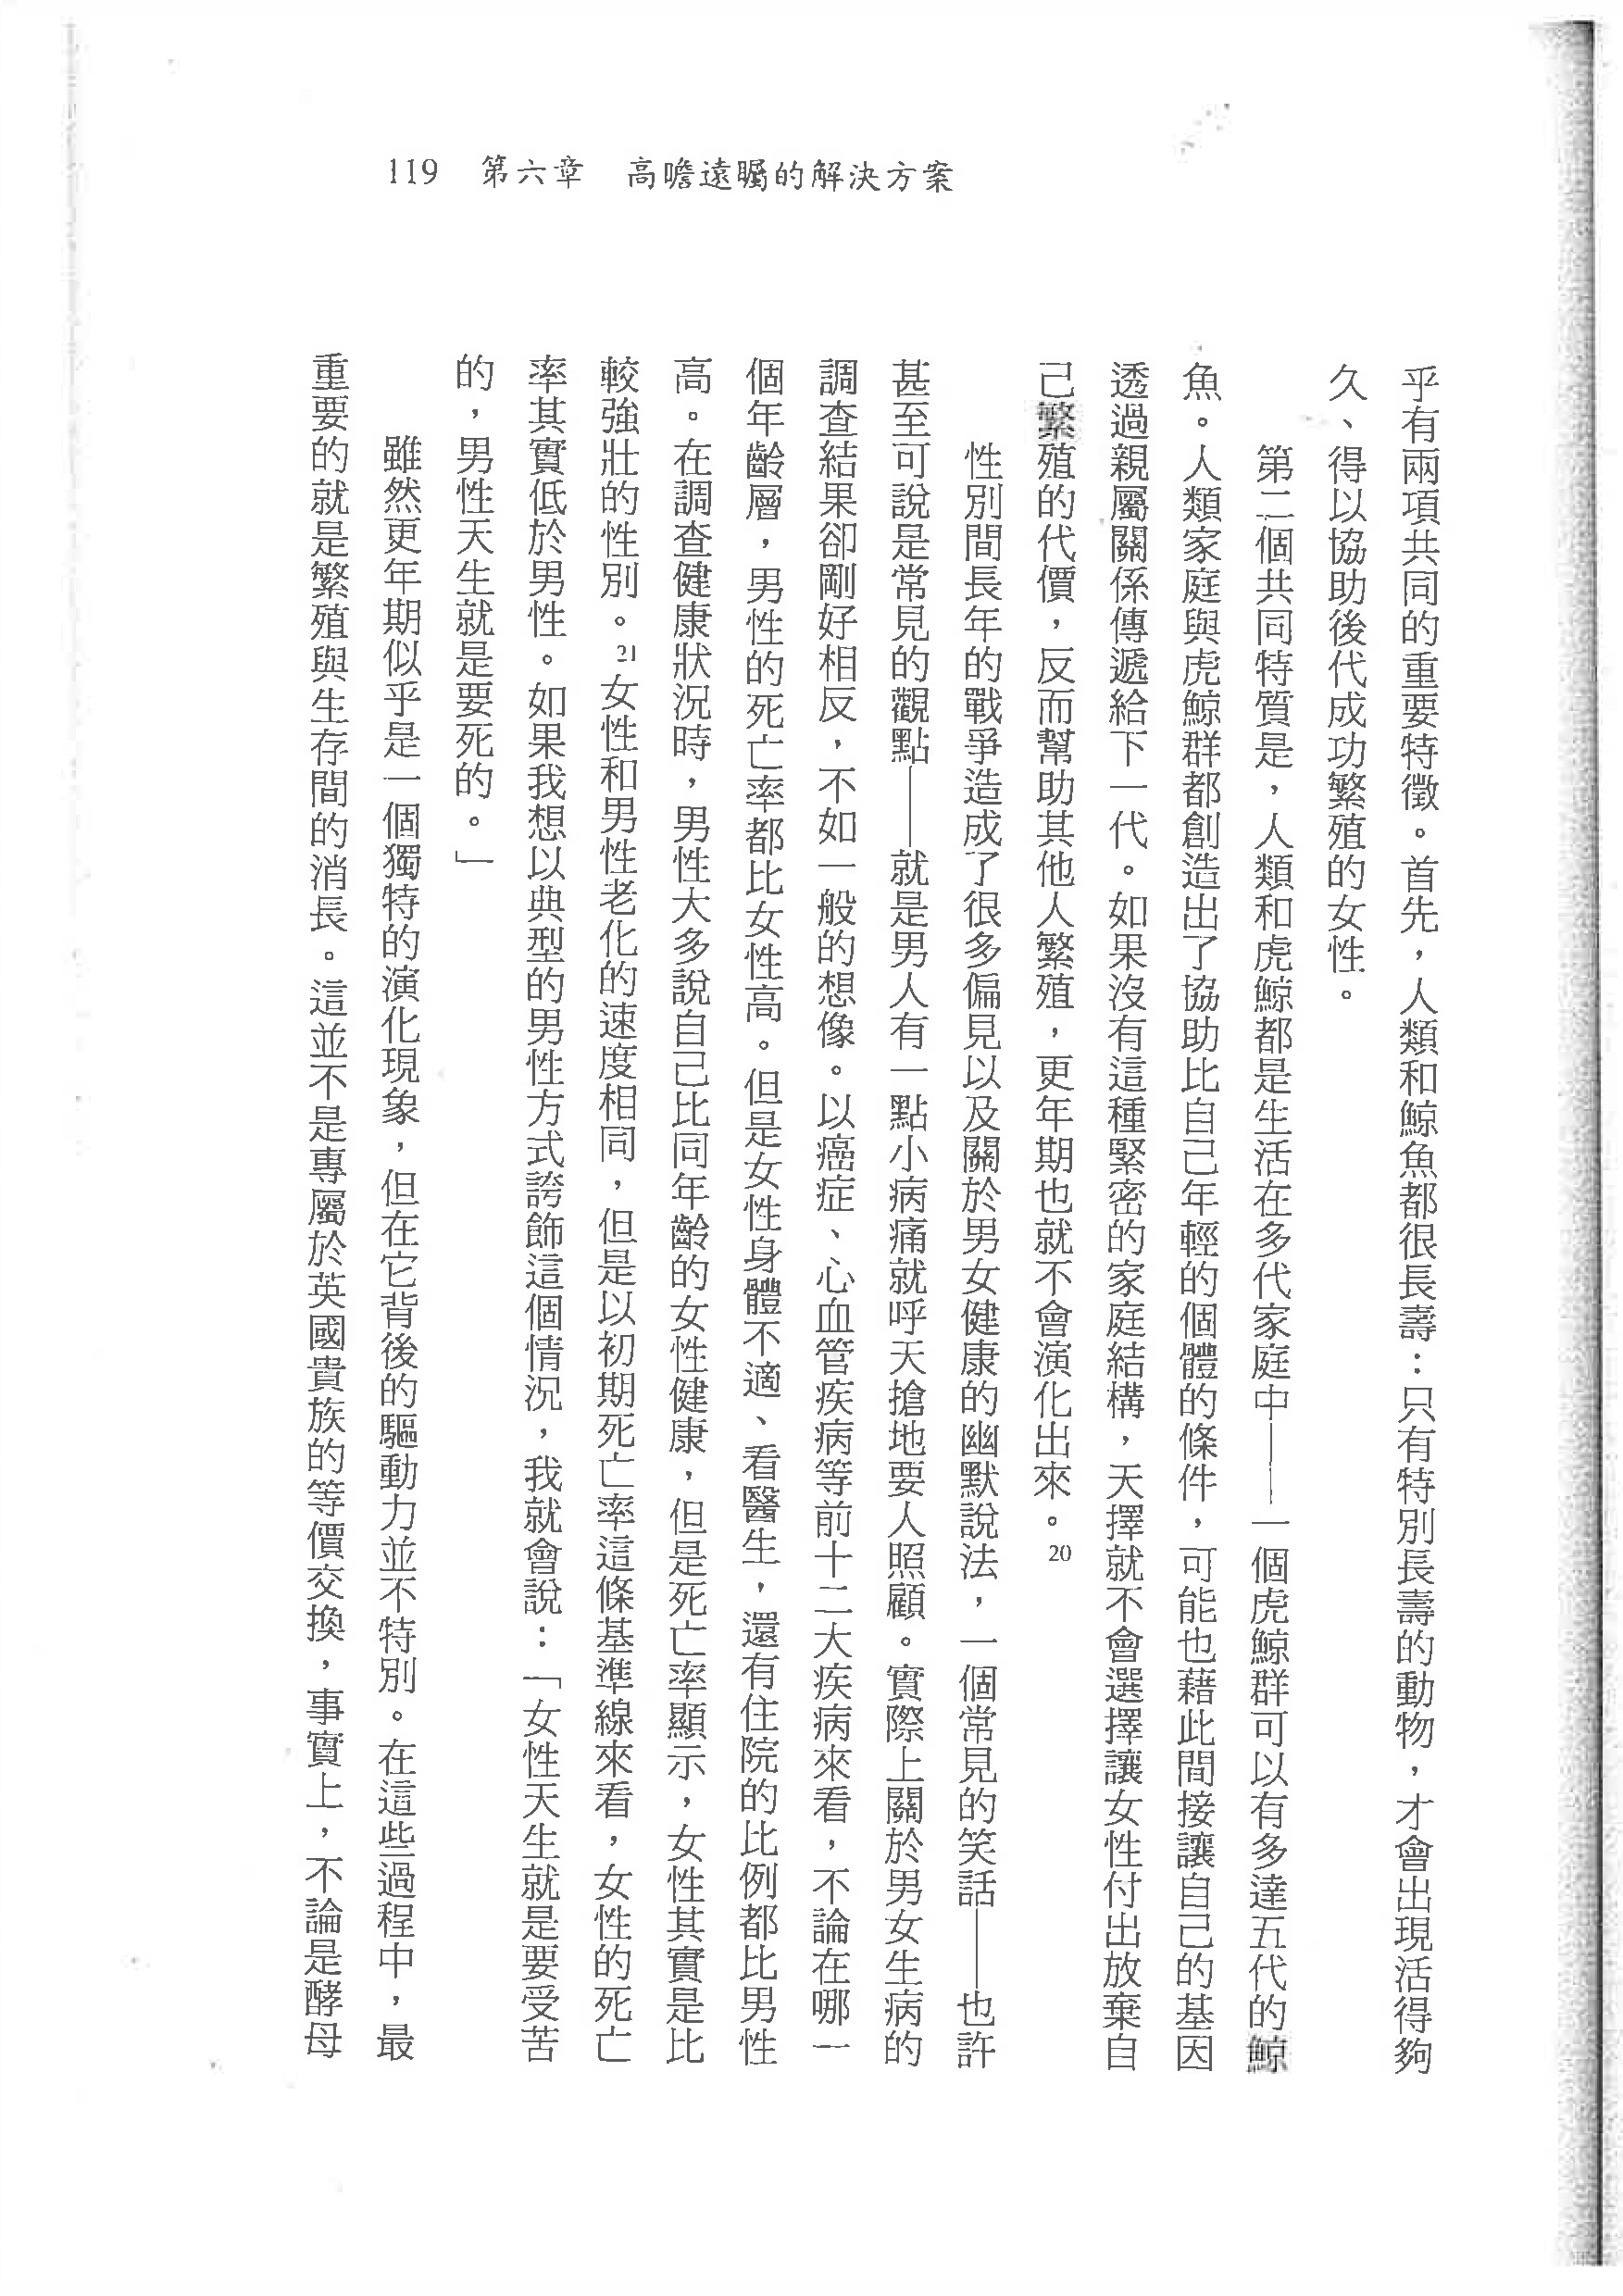 119　第六章　高瞻遠矚的解決方案
乎有兩項共同的重要特徵。首先，人類和鯨魚都很長壽：只有特別長壽的動物，才會出現活得夠
久、得以協助後代成功繁殖的女性。
第二個共同特質是，人類和虎鯨都是生活在多代家庭中——一個虎鯨群可以有多達五代的鯨
魚。人類家庭與虎鯨群都創造出了協助比自己年輕的個體的條件，可能也藉此間接讓自己的基因
透過親屬關係傳遞給下一代。如果沒有這種緊密的家庭結構，天擇就不會選擇讓女性付出放棄自
己繁殖的代價，反而幫助其他人繁殖，更年期也就不會演化出來。20
性別間長年的戰爭造成了很多偏見以及關於男女健康的幽默說法，一個常見的笑話——也許
甚至可說是常見的觀點——就是男人有一點小病痛就呼天搶地要人照顧。實際上關於男女生病的
調查結果卻剛好相反，不如一般的想像。以癌症、心血管疾病等前十二大疾病來看，不論在哪一
個年齡層，男性的死亡率都比女性高。但是女性身體不適、看醫生，還有住院的比例都比男性
高。在調查健康狀況時，男性大多說自己比同年齡的女性健康，但是死亡率顯示，女性其實是比
較強壯的性別。21女性和男性老化的速度相同，但是以初期死亡率這條基準線來看，女性的死亡
率其實低於男性。如果我想以典型的男性方式誇飾這個情況，我就會說：「女性天生就是要受苦
的，男性天生就是要死的。」
雖然更年期似乎是一個獨特的演化現象，但在它背後的驅動力並不特別。在這些過程中，最
重要的就是繁殖與生存間的消長。這並不是專屬於英國貴族的等價交換，事實上，不論是酵母